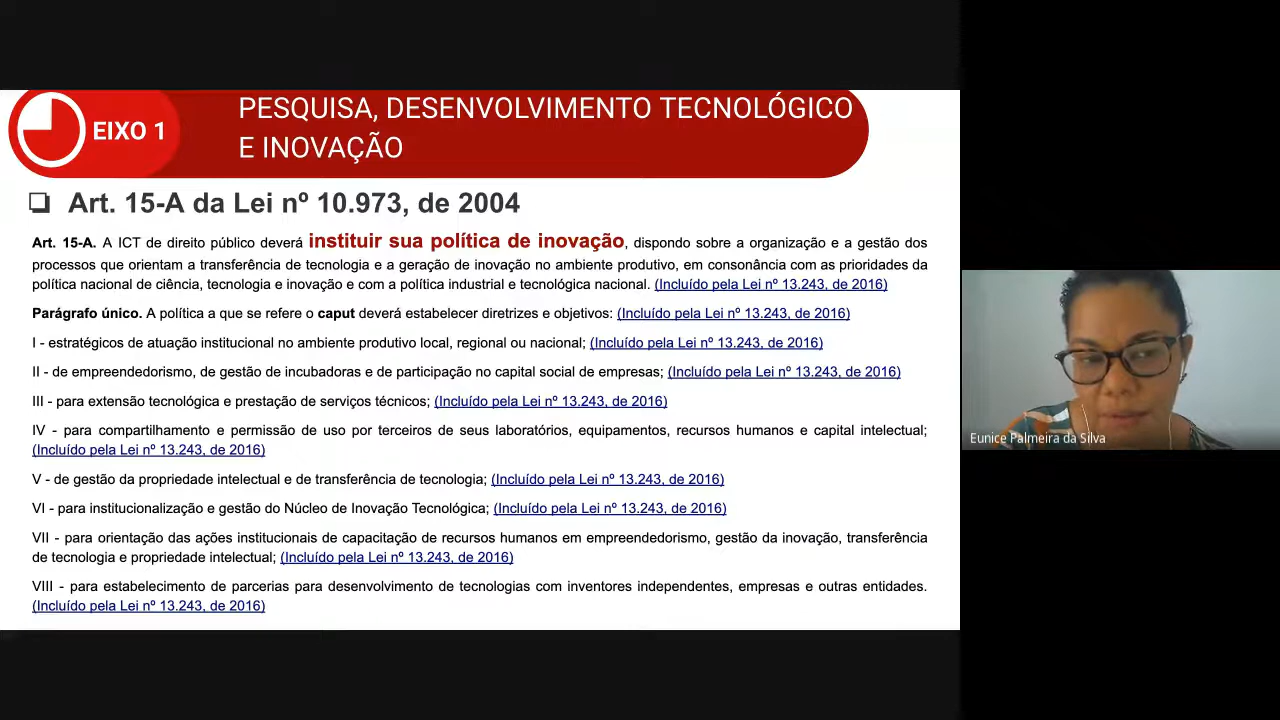 EIXO 1
PESQUISA, DESENVOLVIMENTO TECNOLÓGICO
E INOVAÇÃO
Art. 15-A da Lei nº 10.973, de 2004
Art. 15-A. A ICT de direito público deverá instituir sua política de inovação, dispondo sobre a organização e a gestão dos
processos que orientam a transferência de tecnologia e a geração de inovação no ambiente produtivo, em consonância com as prioridades da
política nacional de ciência, tecnologia e inovação e com a política industrial e tecnológica nacional. (Incluído pela Lei nº 13.243, de 2016)
Parágrafo único. A política a que se refere o caput deverá estabelecer diretrizes e objetivos: (Incluído pela Lei nº 13.243, de 2016)
I - estratégicos de atuação institucional no ambiente produtivo local, regional ou nacional; (Incluído pela Lei nº 13.243, de 2016)
II - de empreendedorismo, de gestão de incubadoras e de participação no capital social de empresas; (Incluído pela Lei nº 13.243, de 2016)
III - para extensão tecnológica e prestação de serviços técnicos; (Incluído pela Lei nº 13.243, de 2016)
IV - para compartilhamento e permissão de uso por terceiros de seus laboratórios, equipamentos, recursos humanos e capital intelectual;
(Incluído pela Lei nº 13.243, de 2016)
V - de gestão da propriedade intelectual e de transferência de tecnologia; (Incluído pela Lei nº 13.243, de 2016)
VI - para institucionalização e gestão do Núcleo de Inovação Tecnológica; (Incluído pela Lei nº 13.243, de 2016)
VII - para orientação das ações institucionais de capacitação de recursos humanos em empreendedorismo, gestão da inovação, transferência
de tecnologia e propriedade intelectual; (Incluído pela Lei nº 13.243, de 2016)
VIII - para estabelecimento de parcerias para desenvolvimento de tecnologias com inventores independentes, empresas e outras entidades.
(Incluído pela Lei nº 13.243, de 2016)
Eunice Palmeira da Silva